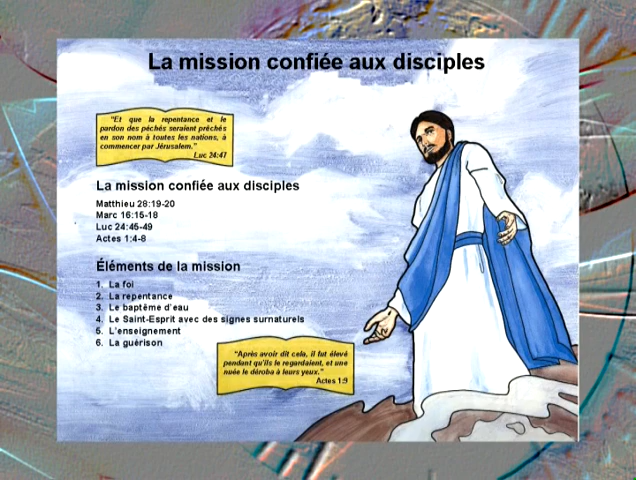 La mission confiée aux disciples
"Et que la repentance et le
pardon des péchés seraient prêchés
en son nom à toutes les nations, à
commencer par Jérusalem."
Luc 24:47
La mission confiée aux disciples
Matthieu 28:19-20
Marc 16:15-18
Luc 24:45-49
Actes 1:4-8
Éléments de la mission
1. La foi
2. La repentance
3. Le baptême d'eau
4. Le Saint-Esprit avec des signes surnaturels
5. L'enseignement
6. La guérison
"Après avoir dit cela, il fut élevé
pendant qu'ils le regardaient, et une
nuée le déroba à leurs yeux."
Actes 1:9